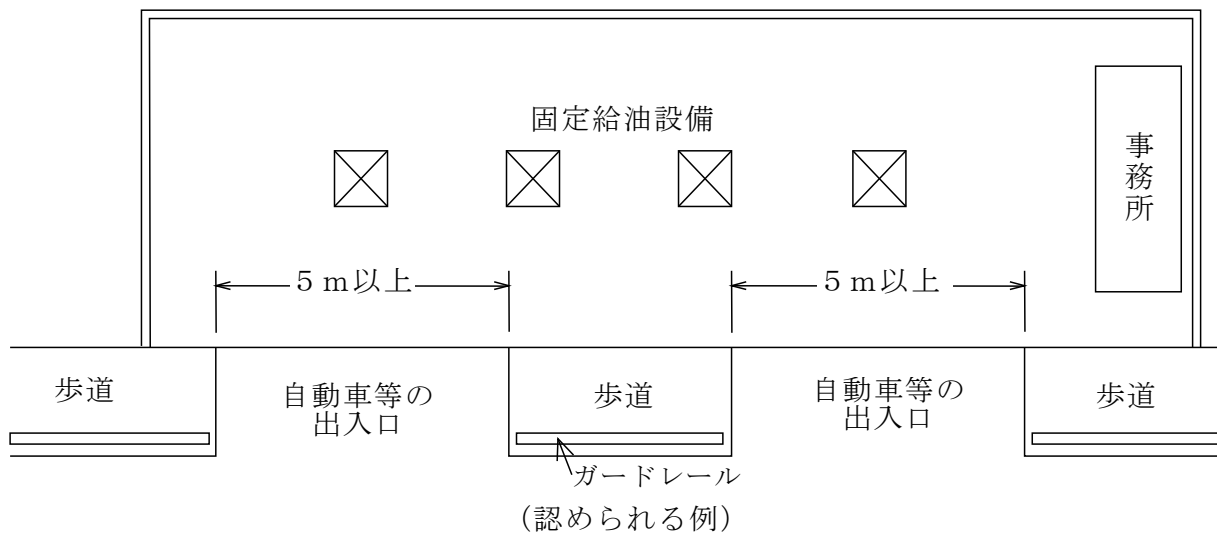 固定給油設備
事務所
5m以上
5m以上
歩道
自動車等の
出入口
歩道
自動車等の
出入口
歩道
ガードレール
(認められる例)